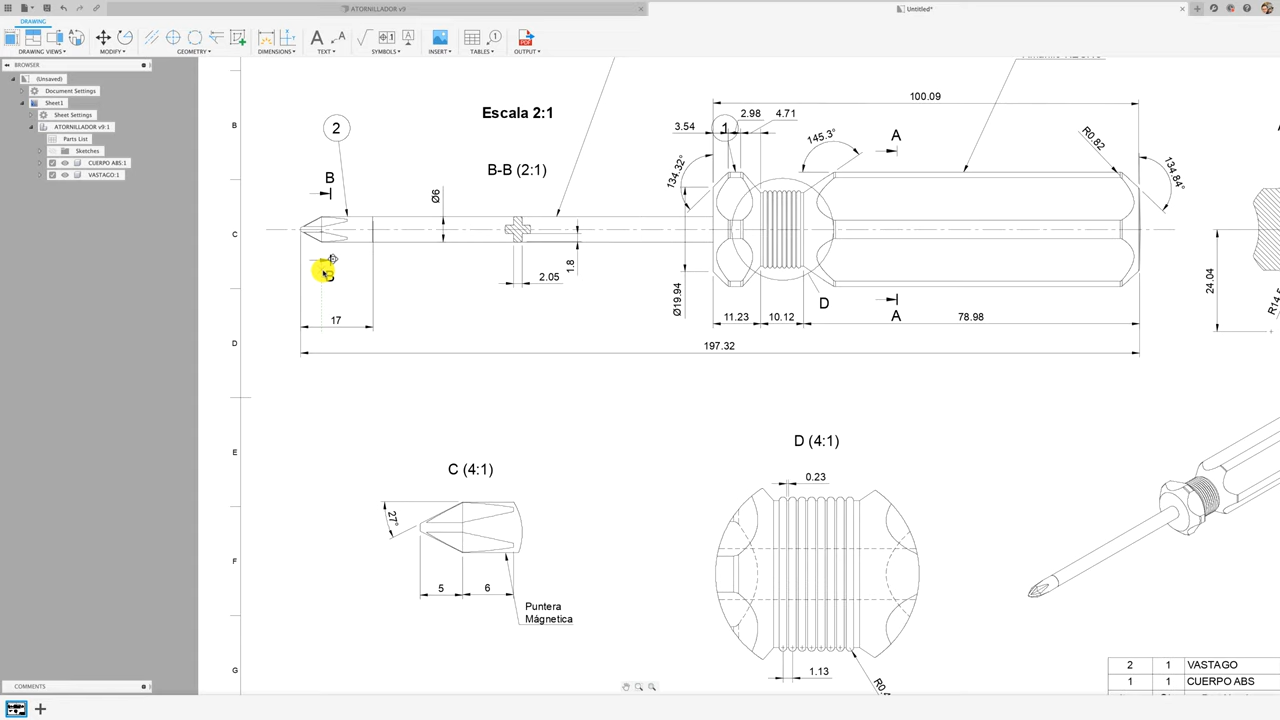 ATORNILLADOR v9
Untitled*
DRAWING
DRAWING VIEWS
MODIFY
GEOMETRY
DIMENSIONS
TEXT
SYMBOLS
INSERT
TABLES
OUTPUT
BROWSER
(Unsaved)
Document Settings
Sheet1
Sheet Settings
ATORNILLADOR v9:1
Parts List
Sketches
CUERPO ABS:1
VASTAGO:1
COMMENTS
B
C
D
E
F
G
Escala 2:1
B-B (2:1)
2
B
B
Ø6
1.8
2.05
17
197.32
100.09
3.54
1
2.98
4.71
134.32°
145.3°
A
R0.82
134.84°
Ø19.94
D
A
11.23
10.12
78.98
24.04
C (4:1)
27°
5
6
Puntera
Mágnetica
D (4:1)
0.23
1.13
2 1 VASTAGO
1 1 CUERPO ABS